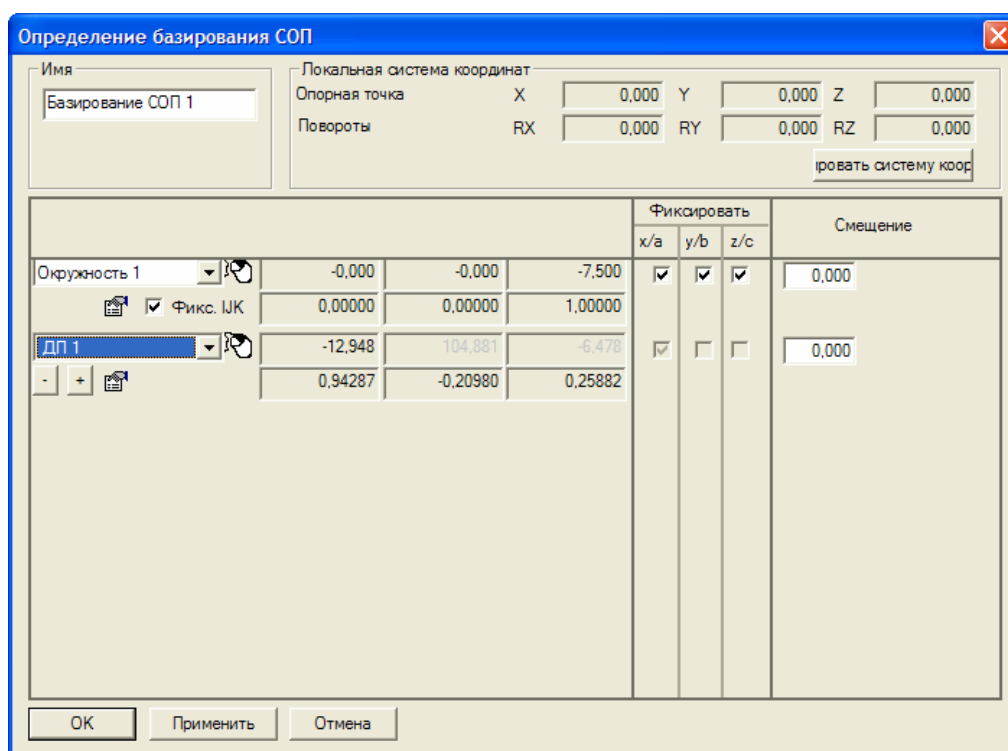 Определение базирования СОП
Имя
Базирование СОП 1
Локальная система координат
Опорная точка X 0,000 Y 0,000 Z 0,000
Повороты RX 0,000 RY 0,000 RZ 0,000
ировать систему коор
Фиксировать
Смещение
x/a y/b z/c
Окружность 1 -0,000 -0,000 -7,500 0,000
Фикс. IJK 0,00000 0,00000 1,00000
ДП 1 -12,948 104,881 -6,478 0,000
- + 0,94287 -0,20980 0,25882
OK Применить Отмена